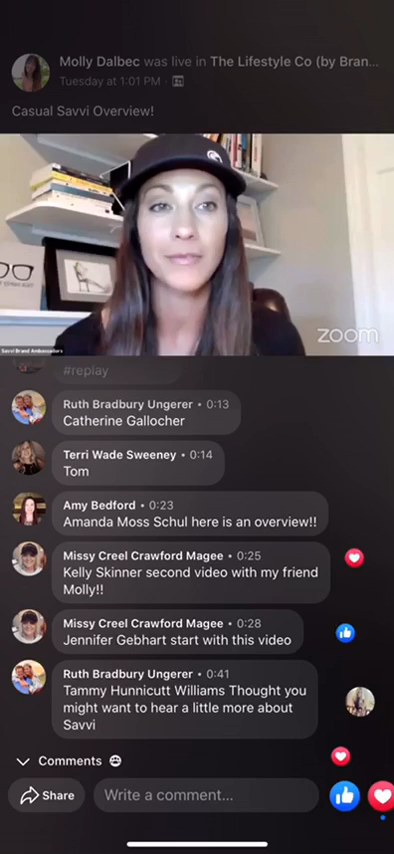 Molly Dalbec was live in The Lifestyle Co (by Bran...
Tuesday at 1:01 PM ·
Casual Savvi Overview!
zoom
Savvi Brand Ambassadors
#replay
Ruth Bradbury Ungerer • 0:13
Catherine Gallocher
Terri Wade Sweeney • 0:14
Tom
Amy Bedford • 0:23
Amanda Moss Schul here is an overview!!
Missy Creel Crawford Magee • 0:25
Kelly Skinner second video with my friend
Molly!!
Missy Creel Crawford Magee • 0:28
Jennifer Gebhart start with this video
Ruth Bradbury Ungerer • 0:41
Tammy Hunnicutt Williams Thought you
might want to hear a little more about
Savvi
Comments
Share
Write a comment...